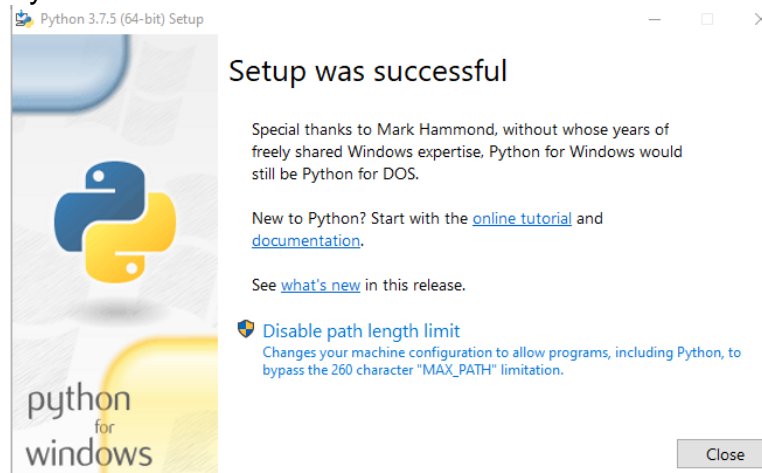 Python 3.7.5 (64-bit) Setup
Setup was successful
Special thanks to Mark Hammond, without whose years of
freely shared Windows expertise, Python for Windows would
still be Python for DOS.
New to Python? Start with the online tutorial and
documentation.
See what's new in this release.
Disable path length limit
Changes your machine configuration to allow programs, including Python, to
bypass the 260 character "MAX_PATH" limitation.
python
for
windows
Close